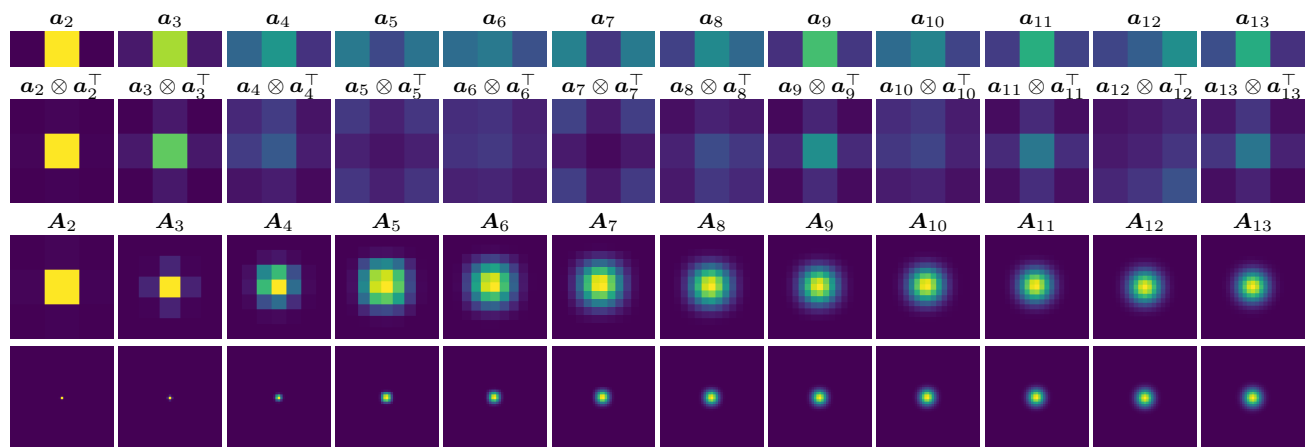 a₂ a₃ a₄ a₅ a₆ a₇ a₈ a₉ a₁₀ a₁₁ a₁₂ a₁₃
a₂ ⊗ a₂^⊤ a₃ ⊗ a₃^⊤ a₄ ⊗ a₄^⊤ a₅ ⊗ a₅^⊤ a₆ ⊗ a₆^⊤ a₇ ⊗ a₇^⊤ a₈ ⊗ a₈^⊤ a₉ ⊗ a₉^⊤ a₁₀ ⊗ a₁₀^⊤ a₁₁ ⊗ a₁₁^⊤ a₁₂ ⊗ a₁₂^⊤ a₁₃ ⊗ a₁₃^⊤
A₂ A₃ A₄ A₅ A₆ A₇ A₈ A₉ A₁₀ A₁₁ A₁₂ A₁₃